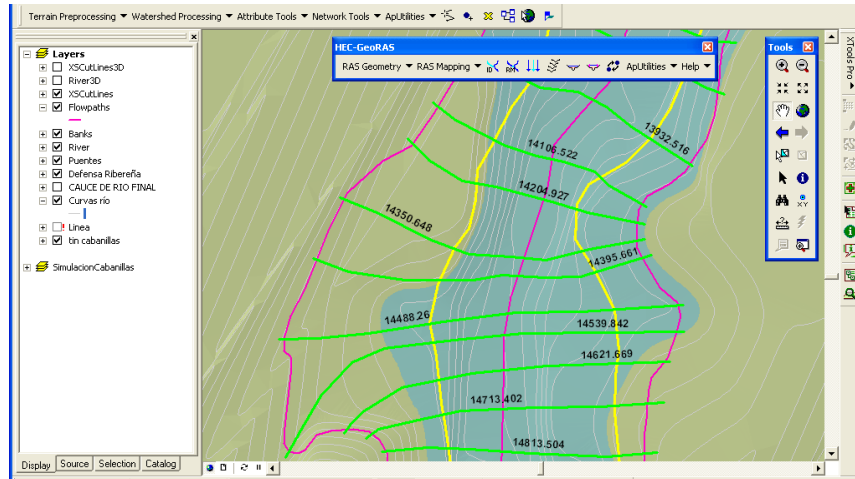 Terrain Preprocessing Watershed Processing Attribute Tools Network Tools ApUtilities
HEC-GeoRAS
RAS Geometry RAS Mapping ID RAS ApUtilities Help
Tools
XTools Pro
Layers
XSCutLines3D
River3D
XSCutLines
Flowpaths
Banks
River
Puentes
Defensa Ribereña
CAUCE DE RIO FINAL
Curvas río
Linea
tin cabanillas
SimulacionCabanillas
Display Source Selection Catalog
13932.516
14106.522
14204.927
14350.648
14395.661
14488.26
14539.842
14621.669
14713.402
14813.504